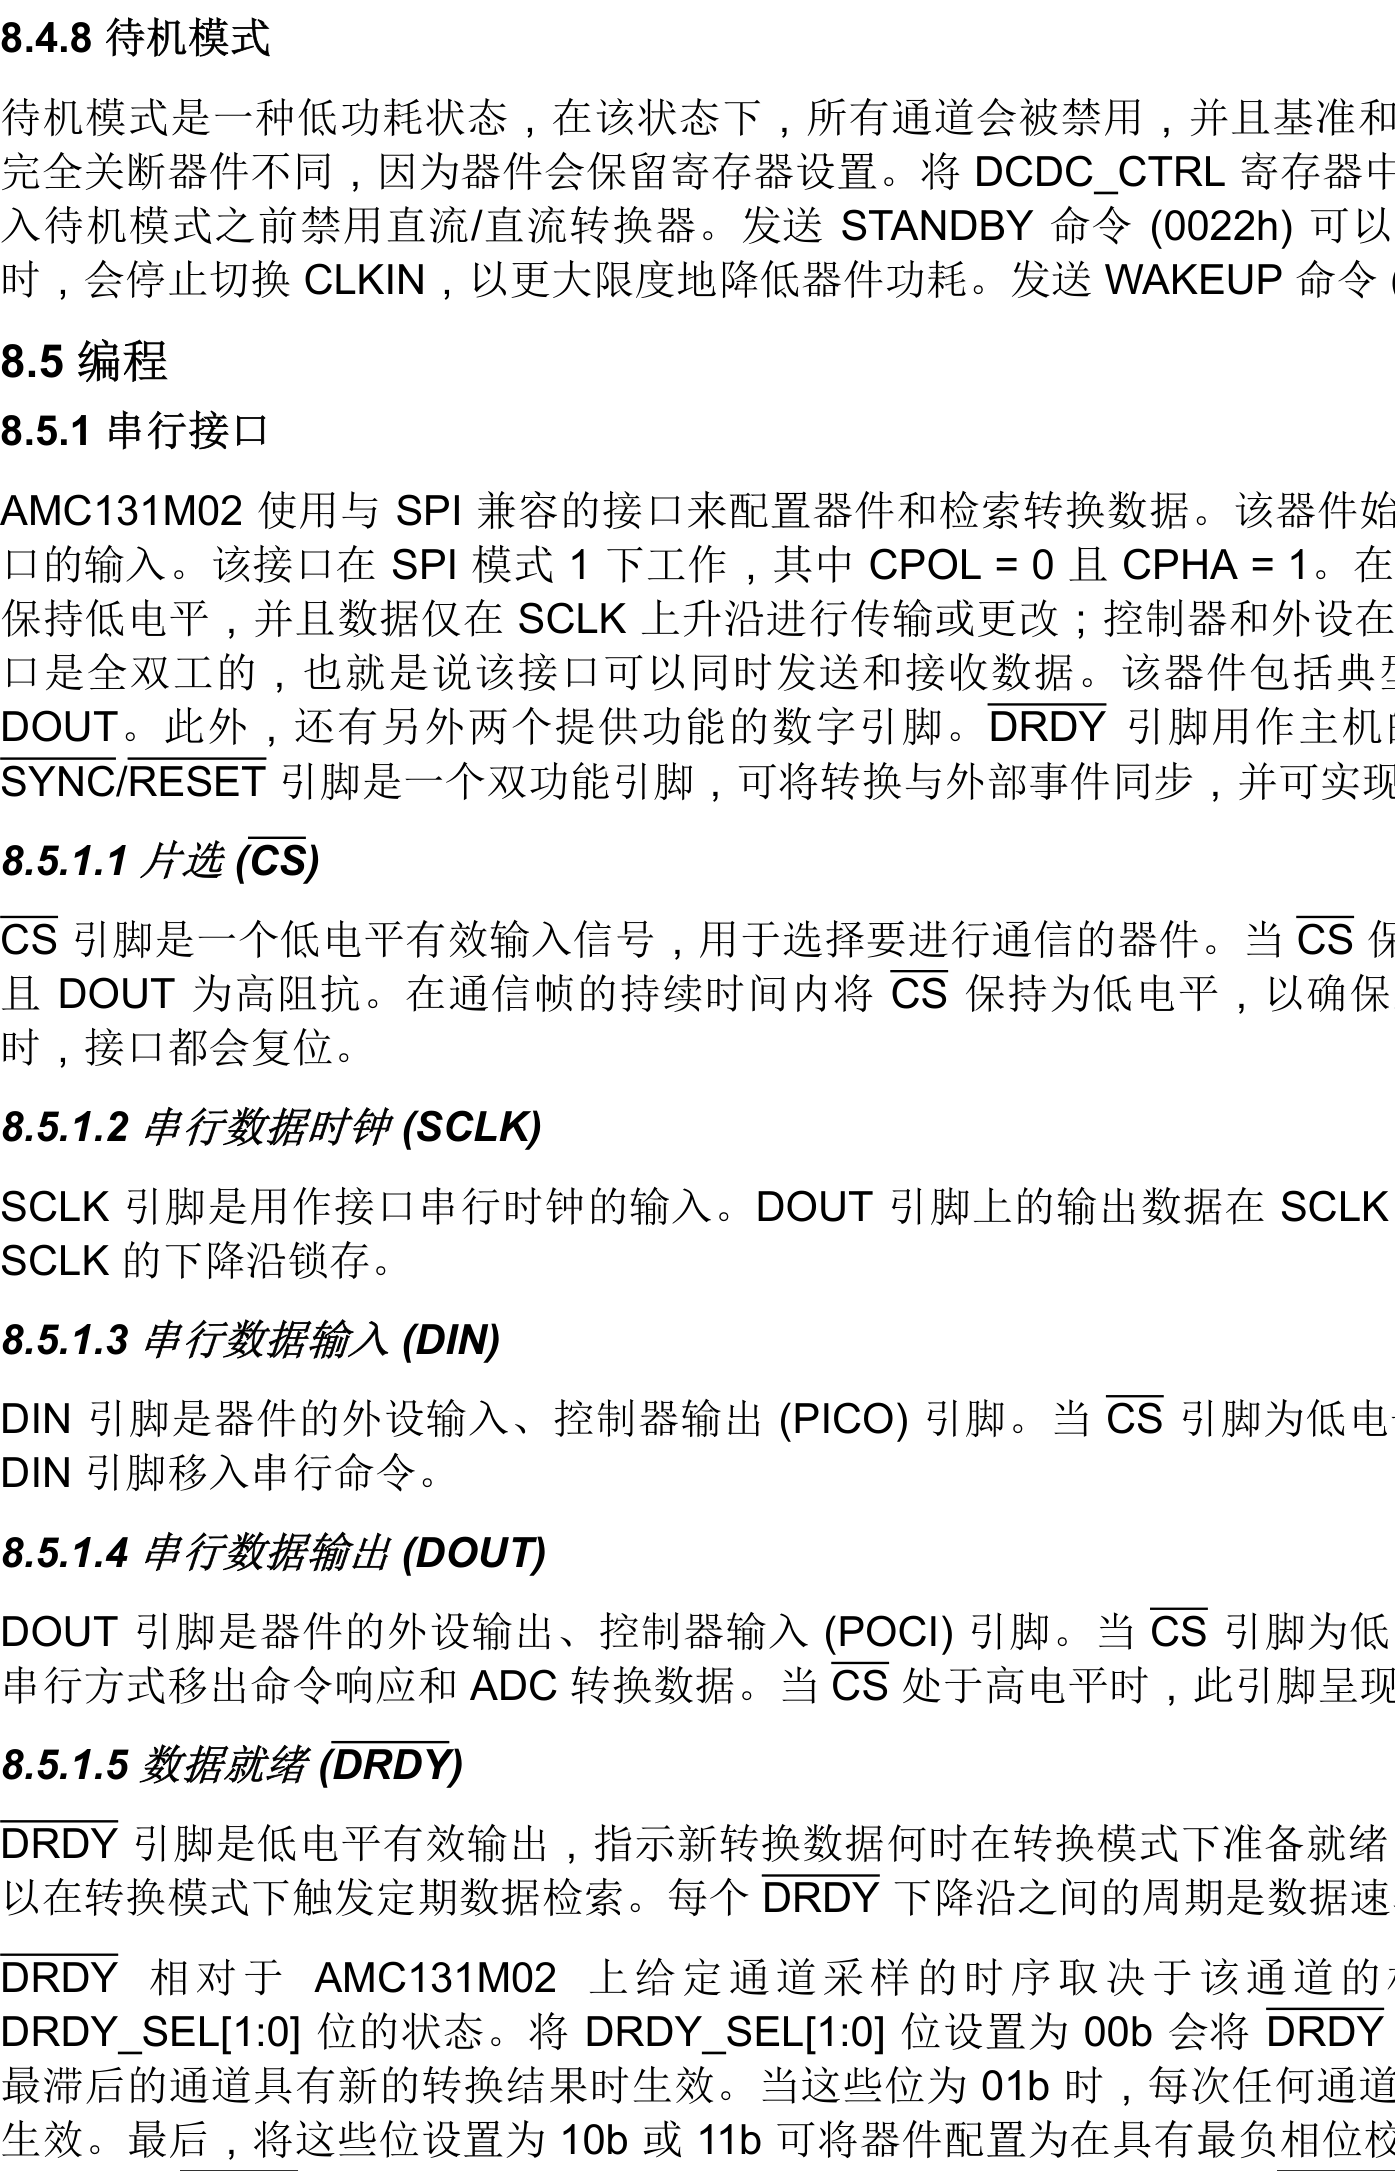 8.4.8 待机模式
待机模式是一种低功耗状态，在该状态下，所有通道会被禁用，并且基准和
完全关断器件不同，因为器件会保留寄存器设置。将 DCDC_CTRL 寄存器中
入待机模式之前禁用直流/直流转换器。发送 STANDBY 命令 (0022h) 可以
时，会停止切换 CLKIN，以更大限度地降低器件功耗。发送 WAKEUP 命令 (
8.5 编程
8.5.1 串行接口
AMC131M02 使用与 SPI 兼容的接口来配置器件和检索转换数据。该器件始
口的输入。该接口在 SPI 模式 1 下工作，其中 CPOL = 0 且 CPHA = 1。在
保持低电平，并且数据仅在 SCLK 上升沿进行传输或更改；控制器和外设在
口是全双工的，也就是说该接口可以同时发送和接收数据。该器件包括典型
DOUT。此外，还有另外两个提供功能的数字引脚。DRDY 引脚用作主机的
SYNC/RESET 引脚是一个双功能引脚，可将转换与外部事件同步，并可实现
8.5.1.1 片选 (CS)
CS 引脚是一个低电平有效输入信号，用于选择要进行通信的器件。当 CS 保
且 DOUT 为高阻抗。在通信帧的持续时间内将 CS 保持为低电平，以确保
时，接口都会复位。
8.5.1.2 串行数据时钟 (SCLK)
SCLK 引脚是用作接口串行时钟的输入。DOUT 引脚上的输出数据在 SCLK
SCLK 的下降沿锁存。
8.5.1.3 串行数据输入 (DIN)
DIN 引脚是器件的外设输入、控制器输出 (PICO) 引脚。当 CS 引脚为低电平
DIN 引脚移入串行命令。
8.5.1.4 串行数据输出 (DOUT)
DOUT 引脚是器件的外设输出、控制器输入 (POCI) 引脚。当 CS 引脚为低
串行方式移出命令响应和 ADC 转换数据。当 CS 处于高电平时，此引脚呈现
8.5.1.5 数据就绪 (DRDY)
DRDY 引脚是低电平有效输出，指示新转换数据何时在转换模式下准备就绪
以在转换模式下触发定期数据检索。每个 DRDY 下降沿之间的周期是数据速
DRDY 相对于 AMC131M02 上给定通道采样的时序取决于该通道的
DRDY_SEL[1:0] 位的状态。将 DRDY_SEL[1:0] 位设置为 00b 会将 DRDY
最滞后的通道具有新的转换结果时生效。当这些位为 01b 时，每次任何通道
生效。最后，将这些位设置为 10b 或 11b 可将器件配置为在具有最负相位校